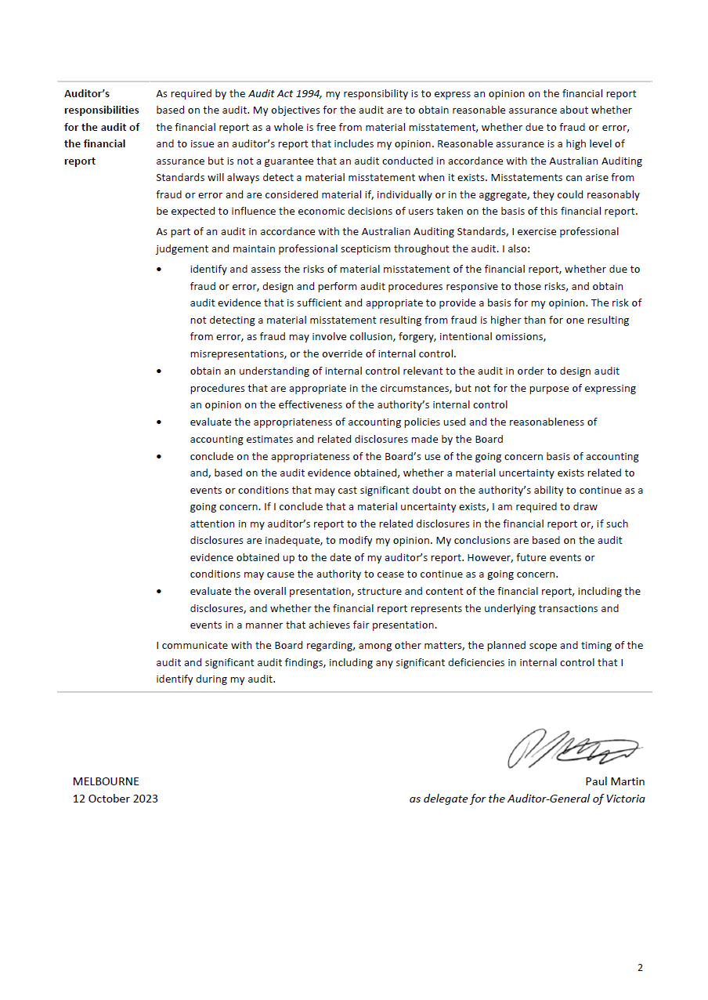 Auditor’s
responsibilities
for the audit of
the financial
report
As required by the Audit Act 1994, my responsibility is to express an opinion on the financial report
based on the audit. My objectives for the audit are to obtain reasonable assurance about whether
the financial report as a whole is free from material misstatement, whether due to fraud or error,
and to issue an auditor’s report that includes my opinion. Reasonable assurance is a high level of
assurance but is not a guarantee that an audit conducted in accordance with the Australian Auditing
Standards will always detect a material misstatement when it exists. Misstatements can arise from
fraud or error and are considered material if, individually or in the aggregate, they could reasonably
be expected to influence the economic decisions of users taken on the basis of this financial report.
As part of an audit in accordance with the Australian Auditing Standards, I exercise professional
judgement and maintain professional scepticism throughout the audit. I also:
• identify and assess the risks of material misstatement of the financial report, whether due to
fraud or error, design and perform audit procedures responsive to those risks, and obtain
audit evidence that is sufficient and appropriate to provide a basis for my opinion. The risk of
not detecting a material misstatement resulting from fraud is higher than for one resulting
from error, as fraud may involve collusion, forgery, intentional omissions,
misrepresentations, or the override of internal control.
• obtain an understanding of internal control relevant to the audit in order to design audit
procedures that are appropriate in the circumstances, but not for the purpose of expressing
an opinion on the effectiveness of the authority’s internal control
• evaluate the appropriateness of accounting policies used and the reasonableness of
accounting estimates and related disclosures made by the Board
• conclude on the appropriateness of the Board’s use of the going concern basis of accounting
and, based on the audit evidence obtained, whether a material uncertainty exists related to
events or conditions that may cast significant doubt on the authority’s ability to continue as a
going concern. If I conclude that a material uncertainty exists, I am required to draw
attention in my auditor’s report to the related disclosures in the financial report or, if such
disclosures are inadequate, to modify my opinion. My conclusions are based on the audit
evidence obtained up to the date of my auditor’s report. However, future events or
conditions may cause the authority to cease to continue as a going concern.
• evaluate the overall presentation, structure and content of the financial report, including the
disclosures, and whether the financial report represents the underlying transactions and
events in a manner that achieves fair presentation.
I communicate with the Board regarding, among other matters, the planned scope and timing of the
audit and significant audit findings, including any significant deficiencies in internal control that I
identify during my audit.
MELBOURNE
12 October 2023
Paul Martin
as delegate for the Auditor-General of Victoria
2